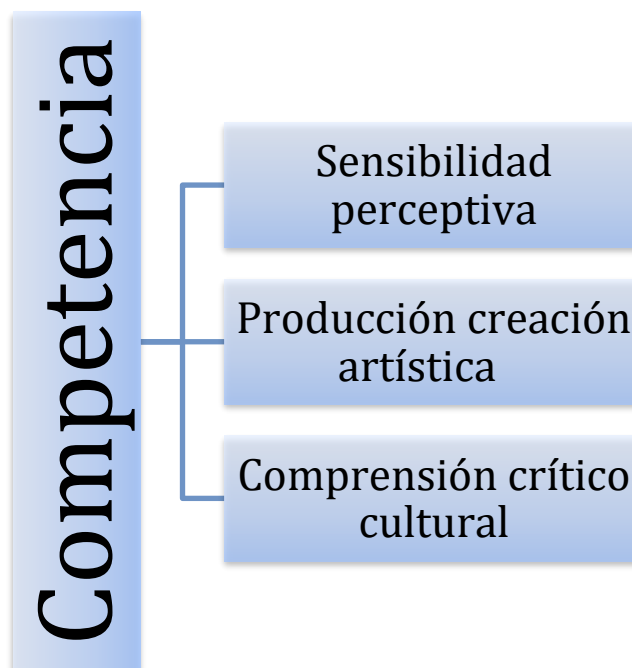 Competencia
Sensibilidad
perceptiva
Producción creación
artística
Comprensión crítico
cultural